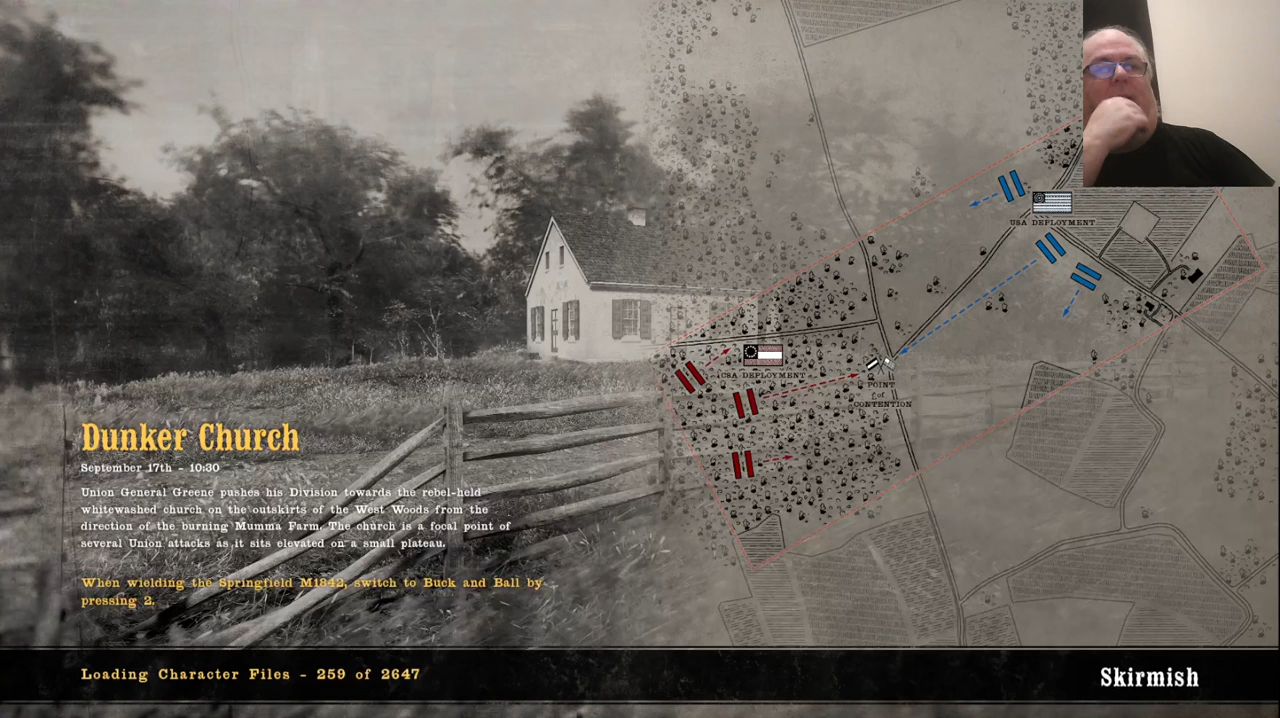 USA DEPLOYMENT
CSA DEPLOYMENT
POINT
of
CONTENTION
Dunker Church
September 17th - 10:30
Union General Greene pushes his Division towards the rebel-held
whitewashed church on the outskirts of the West Woods from the
direction of the burning Mumma Farm. The church is a focal point of
several Union attacks as it sits elevated on a small plateau.
When wielding the Springfield M1842, switch to Buck and Ball by
pressing 2.
Loading Character Files - 259 of 2647
Skirmish